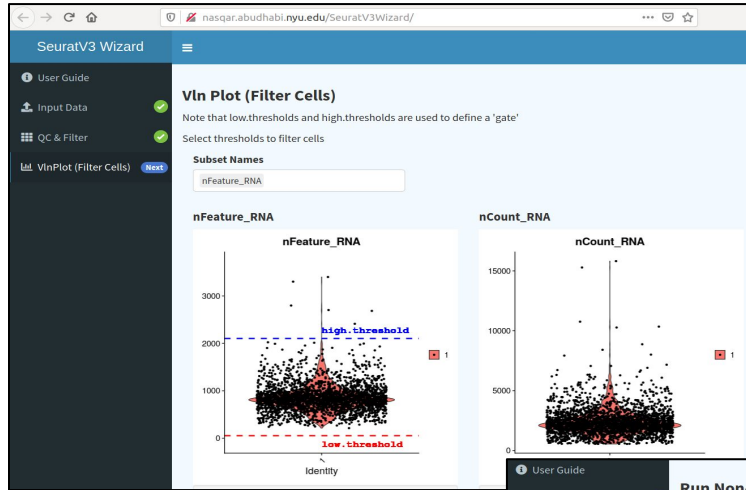 nasqar.abudhabi.nyu.edu/SeuratV3Wizard/
SeuratV3 Wizard
User Guide
Input Data
QC & Filter
VlnPlot (Filter Cells) Next
Vln Plot (Filter Cells)
Note that low.thresholds and high.thresholds are used to define a 'gate'
Select thresholds to filter cells
Subset Names
nFeature_RNA
nFeature_RNA
nFeature_RNA
3000
2000
1000
0
high.threshold
low.threshold
1
Identity
nCount_RNA
nCount_RNA
15000
10000
5000
0
1
User Guide